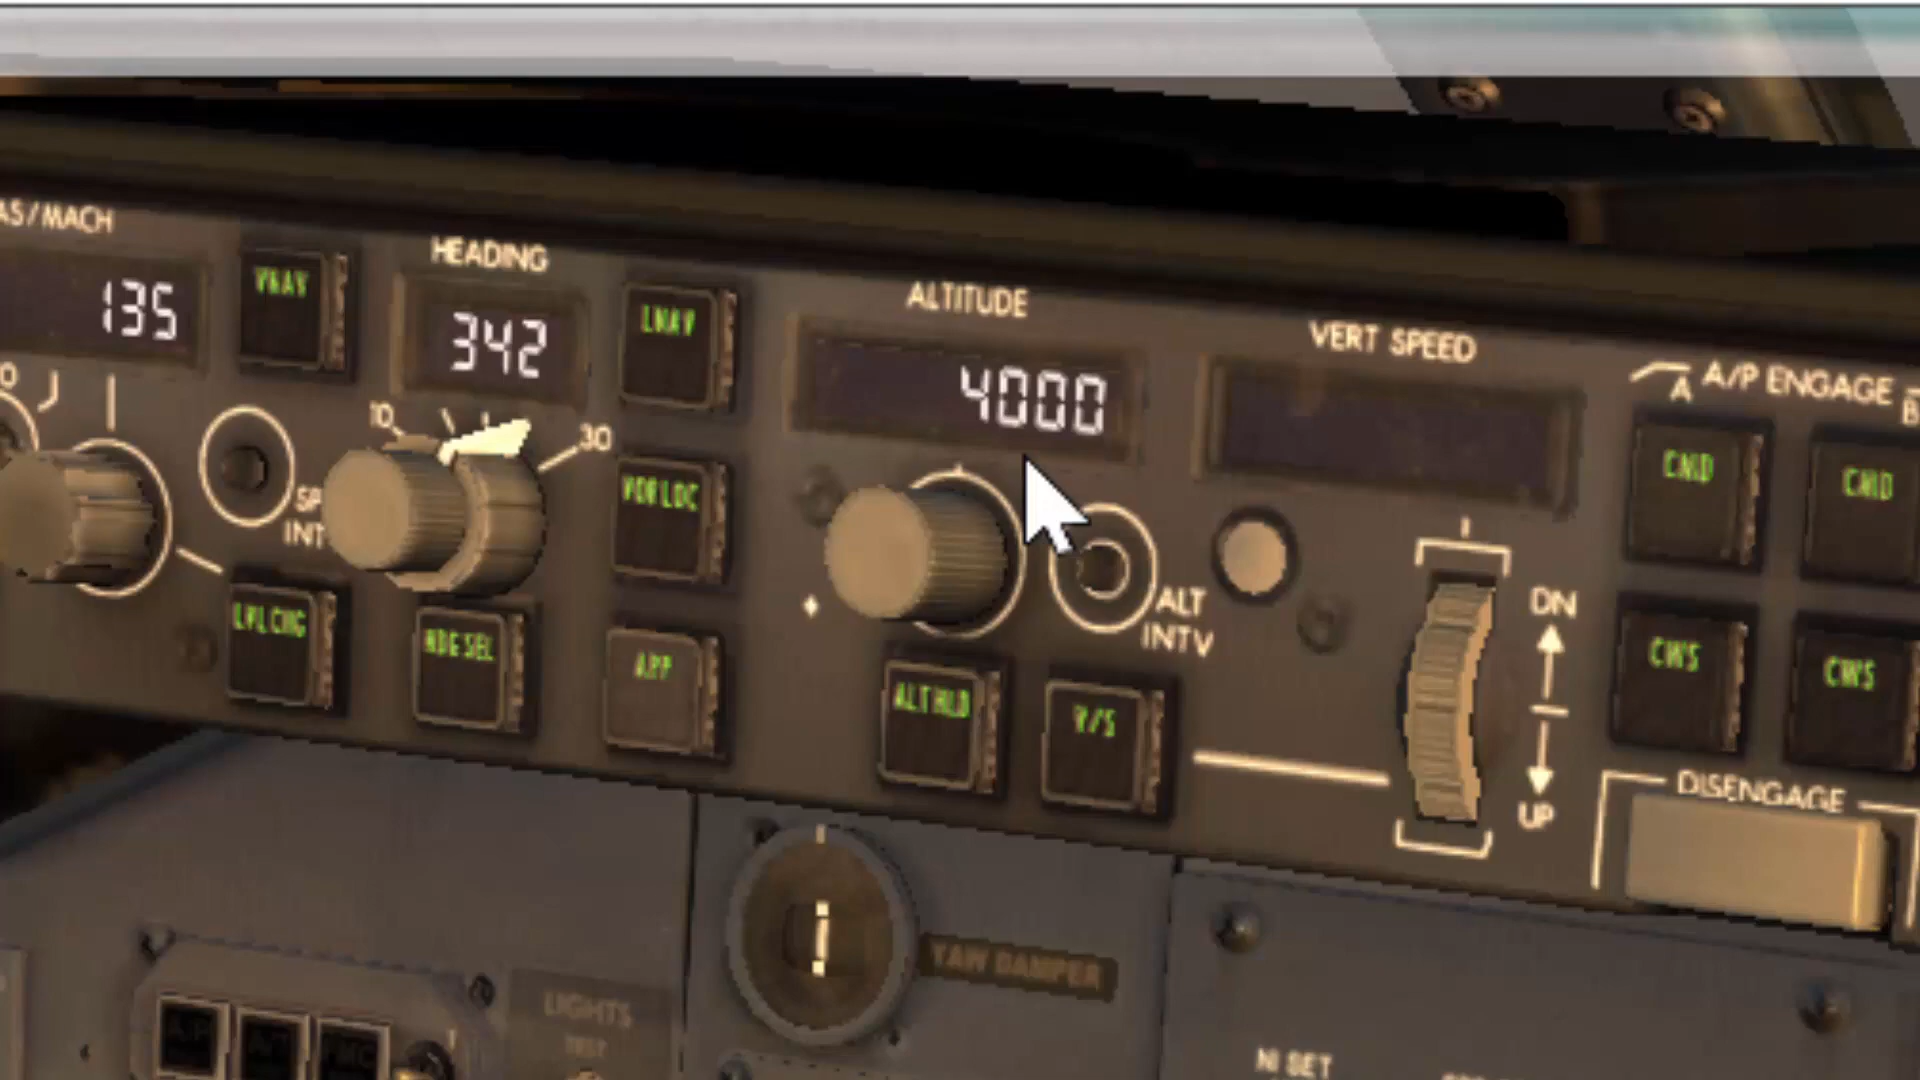 AS/MACH
135
VNAV
HEADING
342
LNAV
ALTITUDE
4000
VERT SPEED
A/P ENGAGE
A
B
CMD
CMD
10
30
VOR LOC
SP
INT
ALT
INTV
DN
UP
LVL CHG
HDG SEL
APP
ALT HLD
V/S
CWS
CWS
DISENGAGE
YAW DAMPER
LIGHTS
TEST
N1 SET